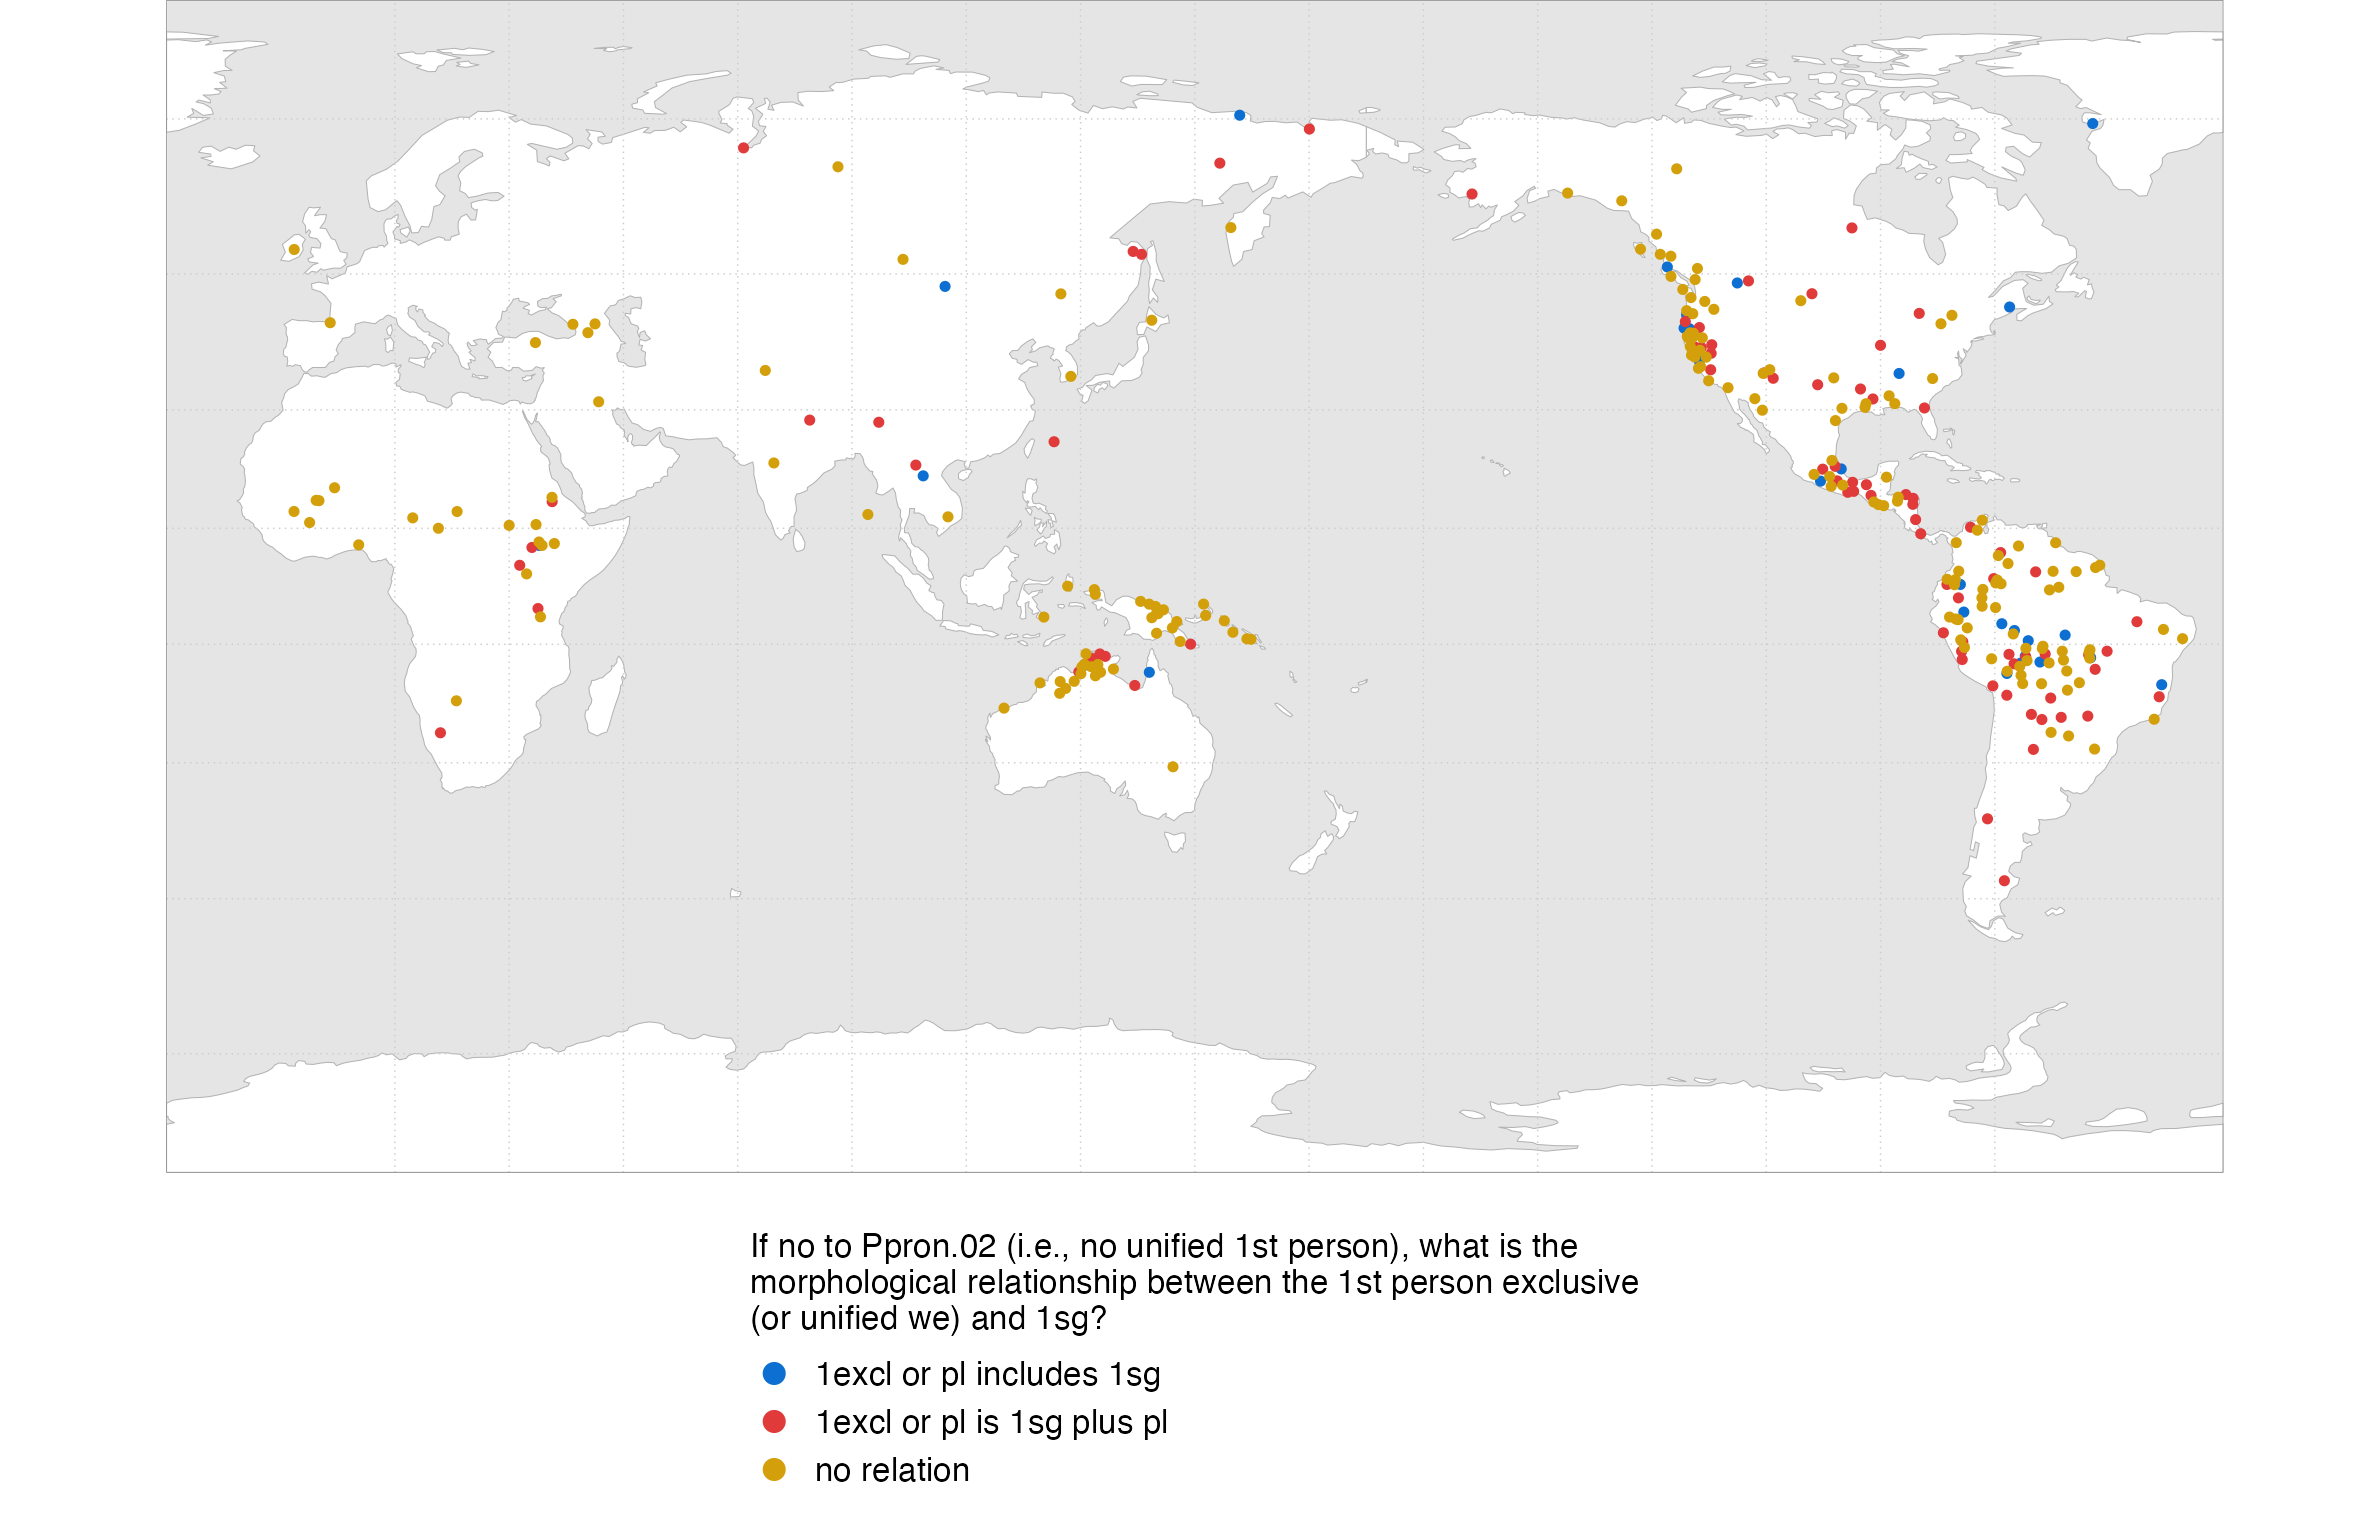 If no to Ppron.02 (i.e., no unified 1st person), what is the
morphological relationship between the 1st person exclusive
(or unified we) and 1sg?
1excl or pl includes 1sg
1excl or pl is 1sg plus pl
no relation